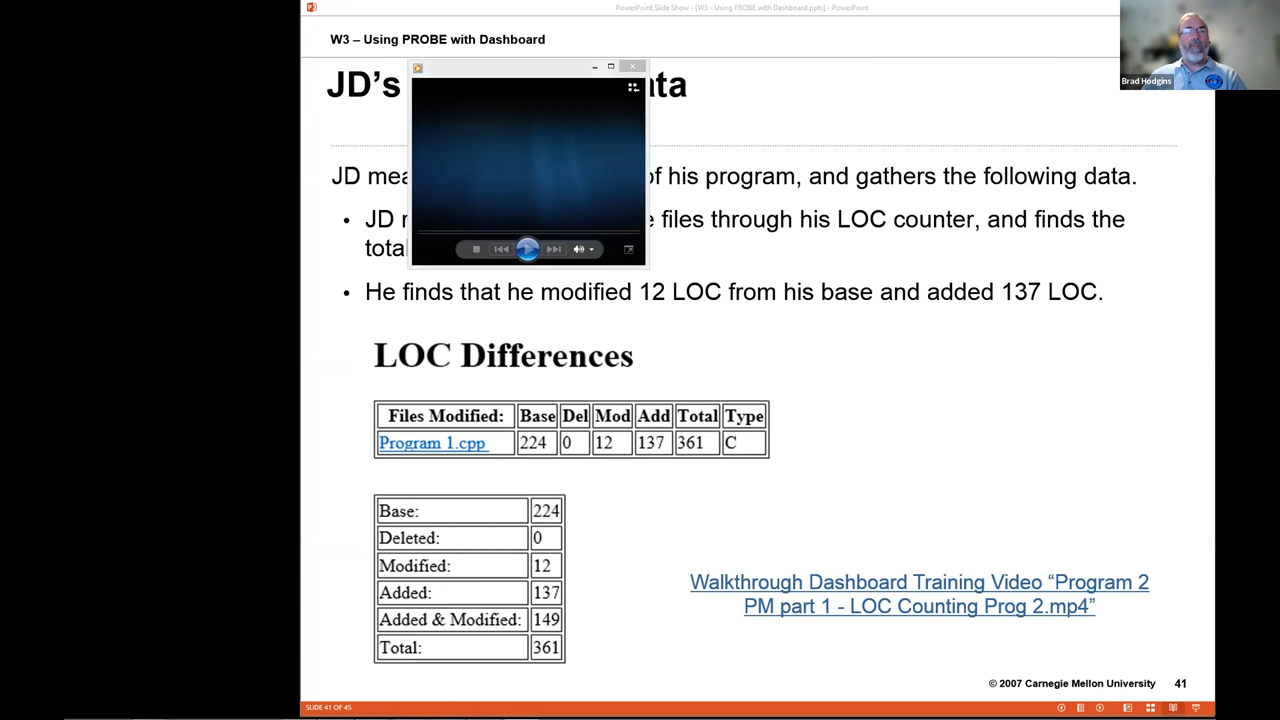 PowerPoint Slide Show - [W3 - Using PROBE with Dashboard.pptx] - PowerPoint
W3 – Using PROBE with Dashboard
JD’s
ata
JD mea
of his program, and gathers the following data.
• JD
files through his LOC counter, and finds the
total
• He finds that he modified 12 LOC from his base and added 137 LOC.
LOC Differences
Files Modified: Base Del Mod Add Total Type
Program 1.cpp 224 0 12 137 361 C
Base: 224
Deleted: 0
Modified: 12
Added: 137
Added & Modified: 149
Total: 361
Walkthrough Dashboard Training Video “Program 2
PM part 1 - LOC Counting Prog 2.mp4”
© 2007 Carnegie Mellon University 41
SLIDE 41 OF 45
Brad Hodgins